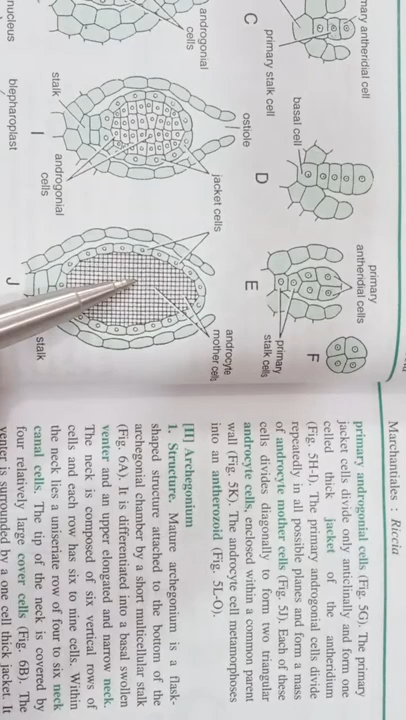 Marchantiales : Riccia
primary androgonial cells (Fig. 5G). The primary
jacket cells divide only anticlinally and form one
celled thick jacket of the antheridium
(Fig. 5H-I). The primary androgonial cells divide
repeatedly in all possible planes and form a mass
of androcyte mother cells (Fig. 5J). Each of these
cells divides diagonally to form two triangular
androcyte cells, enclosed within a common parent
wall (Fig. 5K). The androcyte cell metamorphoses
into an antherozoid (Fig. 5L-O).
[II] Archegonium
1. Structure. Mature archegonium is a flask-
shaped structure attached to the bottom of the
archegonial chamber by a short multicellular stalk
(Fig. 6A). It is differentiated into a basal swollen
venter and an upper elongated and narrow neck.
The neck is composed of six vertical rows of
cells and each row has six to nine cells. Within
the neck lies a uniseriate row of four to six neck
canal cells. The tip of the neck is covered by
four relatively large cover cells (Fig. 6B). The
venter is surrounded by a one cell thick jacket. It
antheridial cell
C
primary stalk cell
basal cell
D
primary
antheridial cells
E
primary
stalk cells
F
androgonial
cells
ostiole
jacket cells
androcyte
mother cells
stalk
I
androgonial
cells
J
stalk
nucleus
blepharoplast